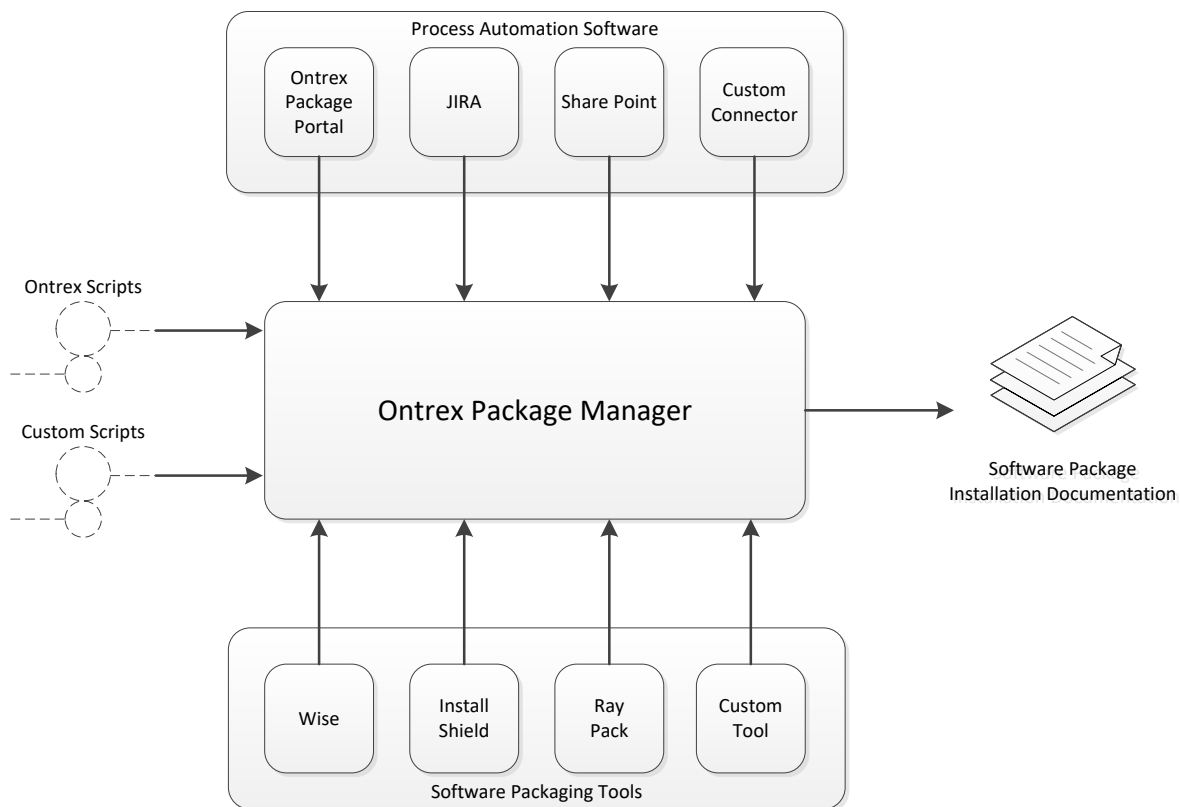 Process Automation Software
Ontrex
Package
Portal
JIRA
Share Point
Custom
Connector
Ontrex Scripts
Custom Scripts
Ontrex Package Manager
Software Package
Installation Documentation
Wise
Install
Shield
Ray
Pack
Custom
Tool
Software Packaging Tools